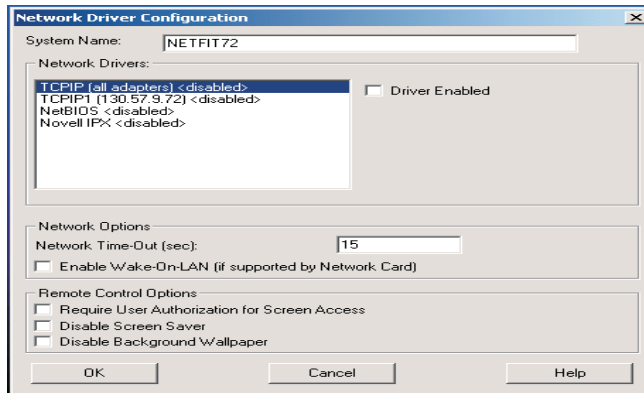 Network Driver Configuration
System Name: NETFIT72
Network Drivers:
TCPIP (all adapters) <disabled>
TCPIP1 (130.57.9.72) <disabled>
NetBIOS <disabled>
Novell IPX <disabled>
Driver Enabled
Network Options
Network Time-Out (sec): 15
Enable Wake-On-LAN (if supported by Network Card)
Remote Control Options
Require User Authorization for Screen Access
Disable Screen Saver
Disable Background Wallpaper
OK Cancel Help